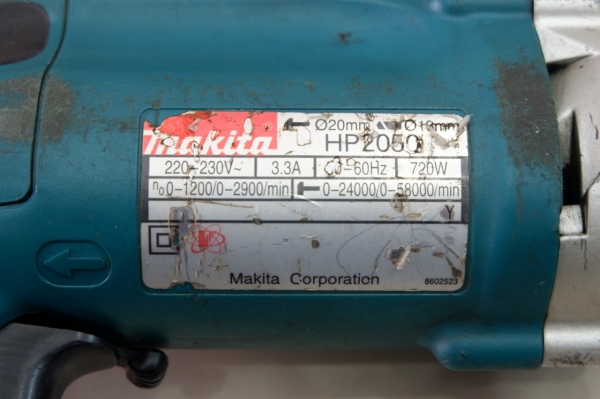 makita
Ø20mm Ø13mm
HP2050
220-230V~ 3.3A 50-60Hz 720W
n₀ 0-1200/0-2900/min 0-24000/0-58000/min
Y
Makita Corporation 8602523